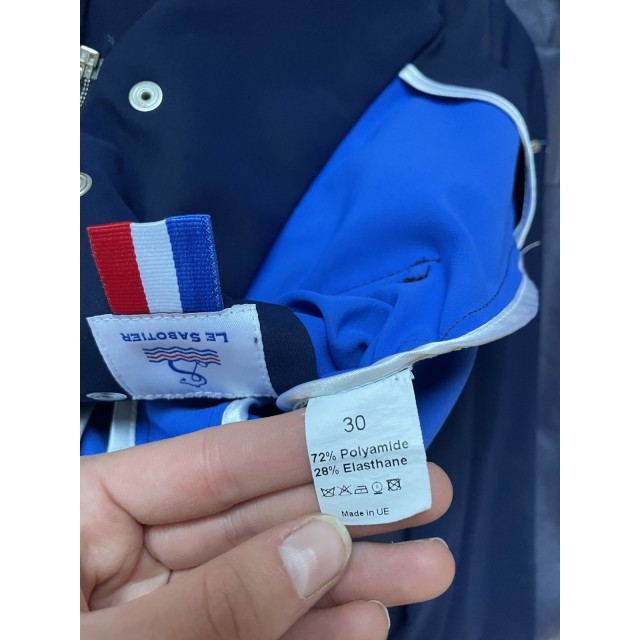 LE SABOTIER
30
72% Polyamide
28% Elasthane
Made in UE